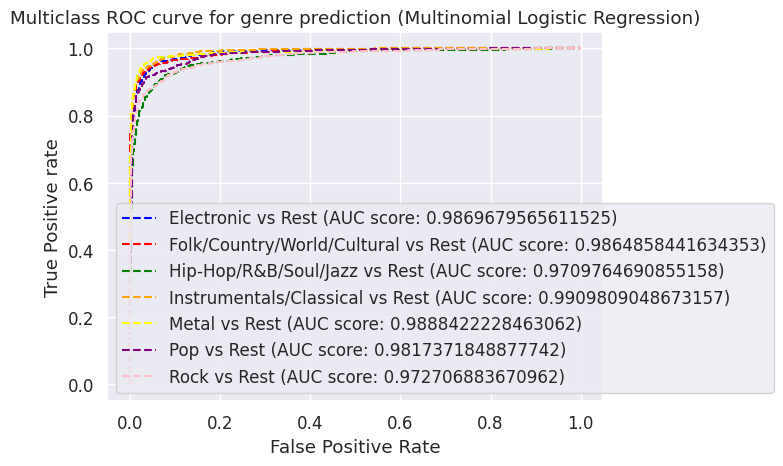 Multiclass ROC curve for genre prediction (Multinomial Logistic Regression)
True Positive rate
1.0
0.8
0.6
0.4
0.2
0.0
Electronic vs Rest (AUC score: 0.9869679565611525)
Folk/Country/World/Cultural vs Rest (AUC score: 0.9864858441634353)
Hip-Hop/R&B/Soul/Jazz vs Rest (AUC score: 0.9709764690855158)
Instrumentals/Classical vs Rest (AUC score: 0.9909809048673157)
Metal vs Rest (AUC score: 0.9888422228463062)
Pop vs Rest (AUC score: 0.9817371848877742)
Rock vs Rest (AUC score: 0.972706883670962)
0.0 0.2 0.4 0.6 0.8 1.0
False Positive Rate